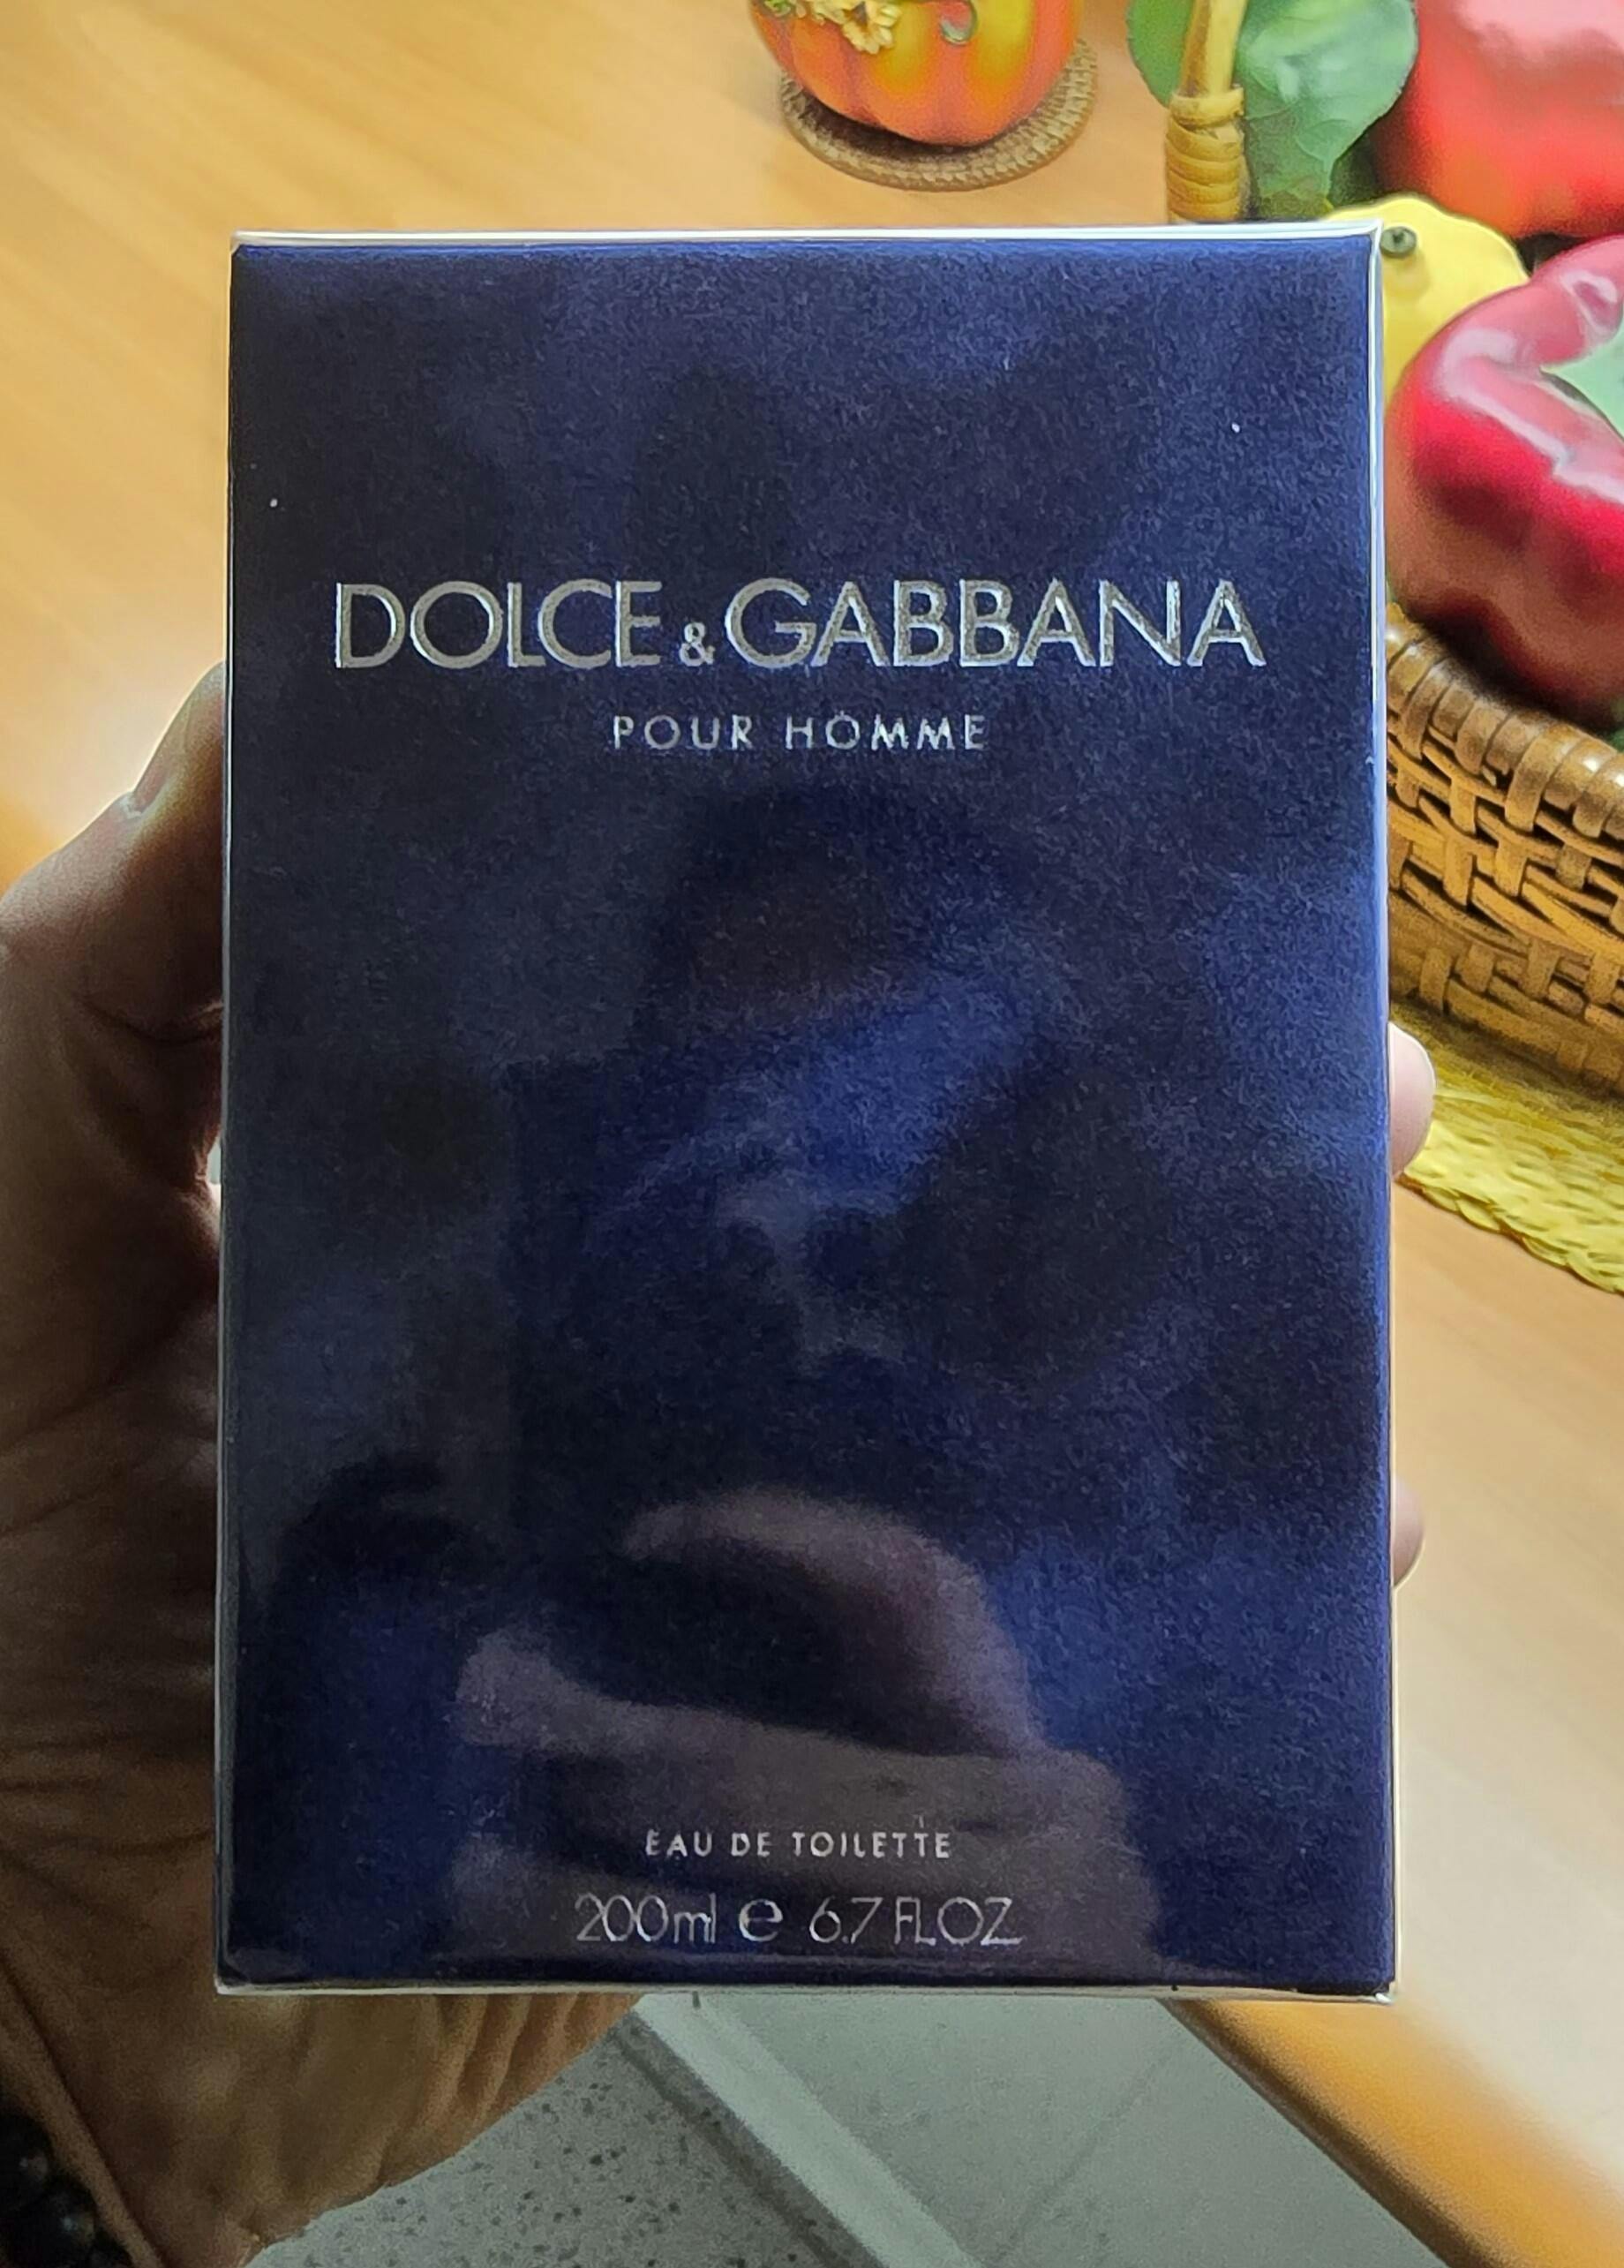 DOLCE & GABBANA
POUR HOMME
EAU DE TOILETTE
200ml e 6.7 FL.OZ